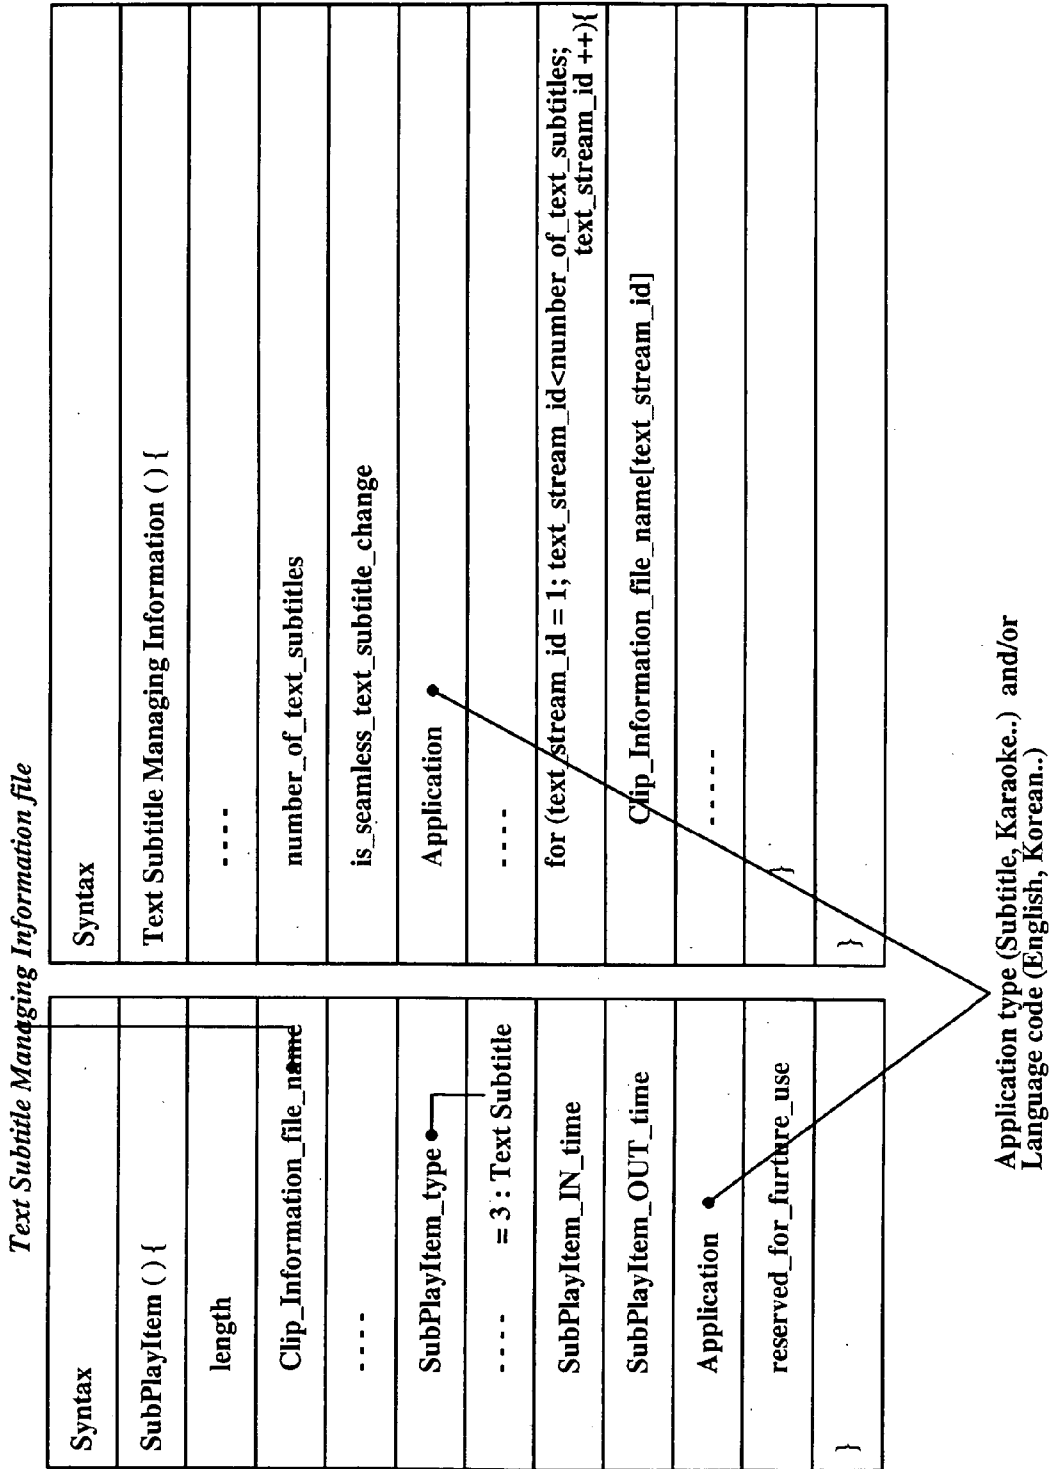 Text Subtitle Managing Information file
Syntax
SubPlayItem ( ) {
length
Clip_Information_file_name
- - - -
SubPlayItem_type
- - - - = 3 : Text Subtitle
SubPlayItem_IN_time
SubPlayItem_OUT_time
Application
reserved_for_furture_use
}
Syntax
Text Subtitle Managing Information ( ) {
- - - -
number_of_text_subtitles
is_seamless_text_subtitle_change
Application
- - - -
for (text_stream_id = 1; text_stream_id<number_of_text_subtitles;
text_stream_id ++){
Clip_Information_file_name[text_stream_id]
- - - - -
}
}
Application type (Subtitle, Karaoke..) and/or
Language code (English, Korean..)